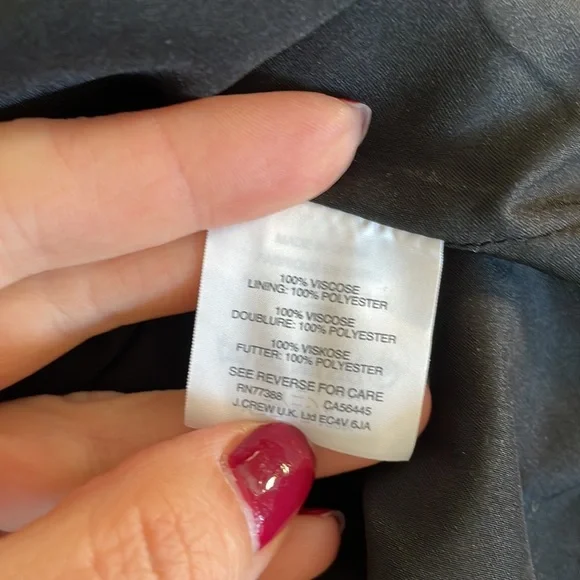 100% VISCOSE
LINING: 100% POLYESTER
100% VISCOSE
DOUBLURE: 100% POLYESTER
100% VISKOSE
FUTTER: 100% POLYESTER
SEE REVERSE FOR CARE
RN77388 CA56445
J.CREW U.K. Ltd EC4V 6JA